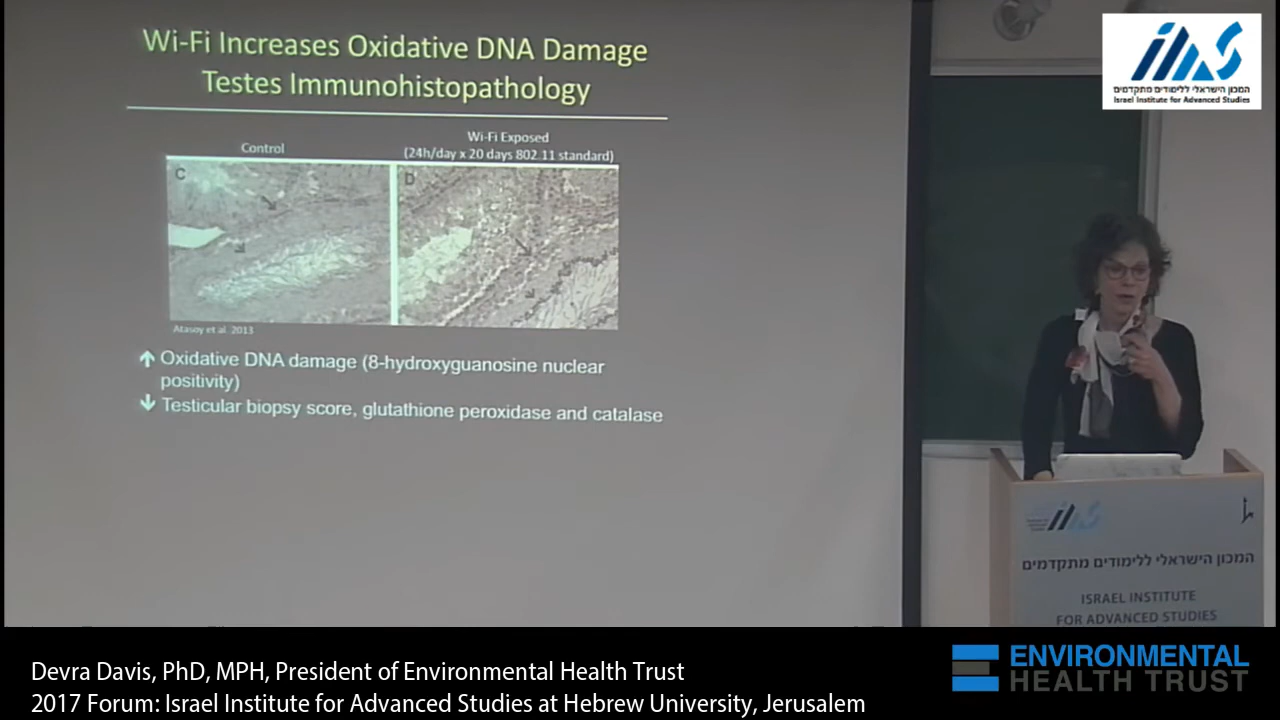 Wi-Fi Increases Oxidative DNA Damage
Testes Immunohistopathology
Control
Wi-Fi Exposed
(24h/day x 20 days 802.11 standard)
C
D
Atasoy et al. 2013
↑ Oxidative DNA damage (8-hydroxyguanosine nuclear
positivity)
↓ Testicular biopsy score, glutathione peroxidase and catalase
המכון הישראלי ללימודים מתקדמים
Israel Institute for Advanced Studies
המכון הישראלי ללימודים מתקדמים
ISRAEL INSTITUTE
FOR ADVANCED STUDIES
Devra Davis, PhD, MPH, President of Environmental Health Trust
2017 Forum: Israel Institute for Advanced Studies at Hebrew University, Jerusalem
ENVIRONMENTAL
HEALTH TRUST